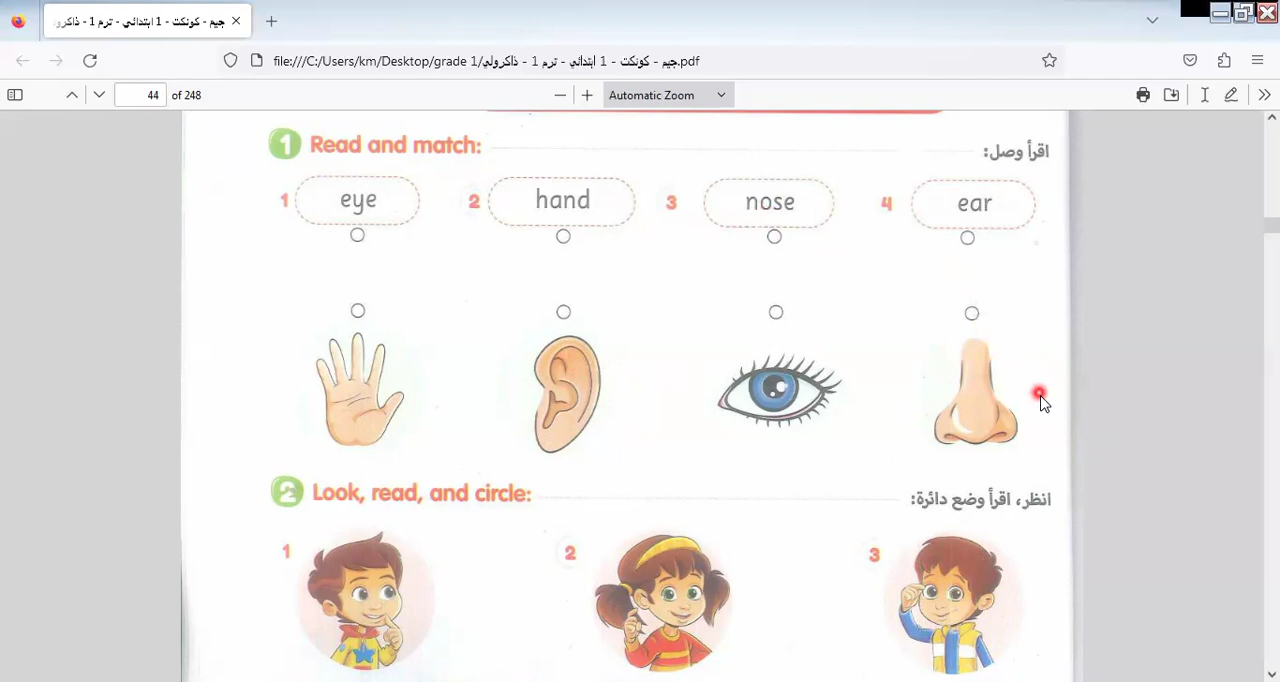 جيم - كونكت - 1 ابتدائي - ترم 1 - ذاكرولي
file:///C:/Users/km/Desktop/grade 1/جيم - كونكت - 1 ابتدائي - ترم 1 - ذاكرولي.pdf
44 of 248
Automatic Zoom
1 Read and match:
اقرأ وصل:
1 eye 2 hand 3 nose 4 ear
2 Look, read, and circle:
انظر، اقرأ وضع دائرة:
1 2 3